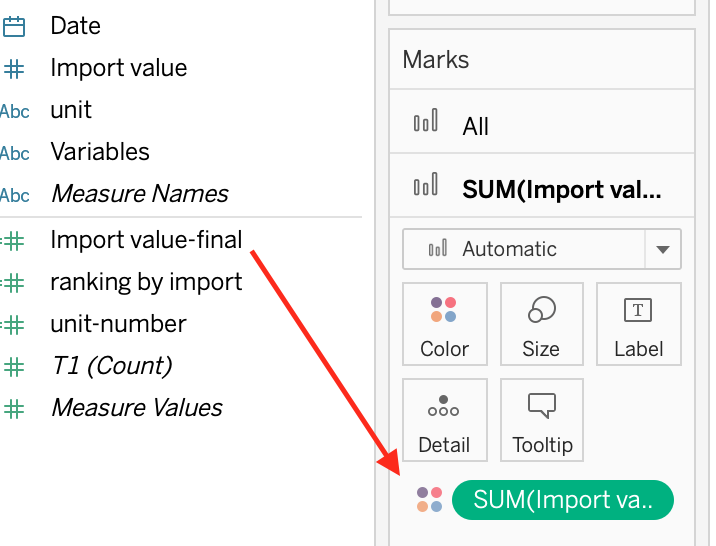 Date
Import value
Abc unit
Abc Variables
Abc Measure Names
Import value-final
ranking by import
unit-number
T1 (Count)
Measure Values
Marks
All
SUM(Import val...
Automatic
Color Size T Label
Detail Tooltip
SUM(Import va..